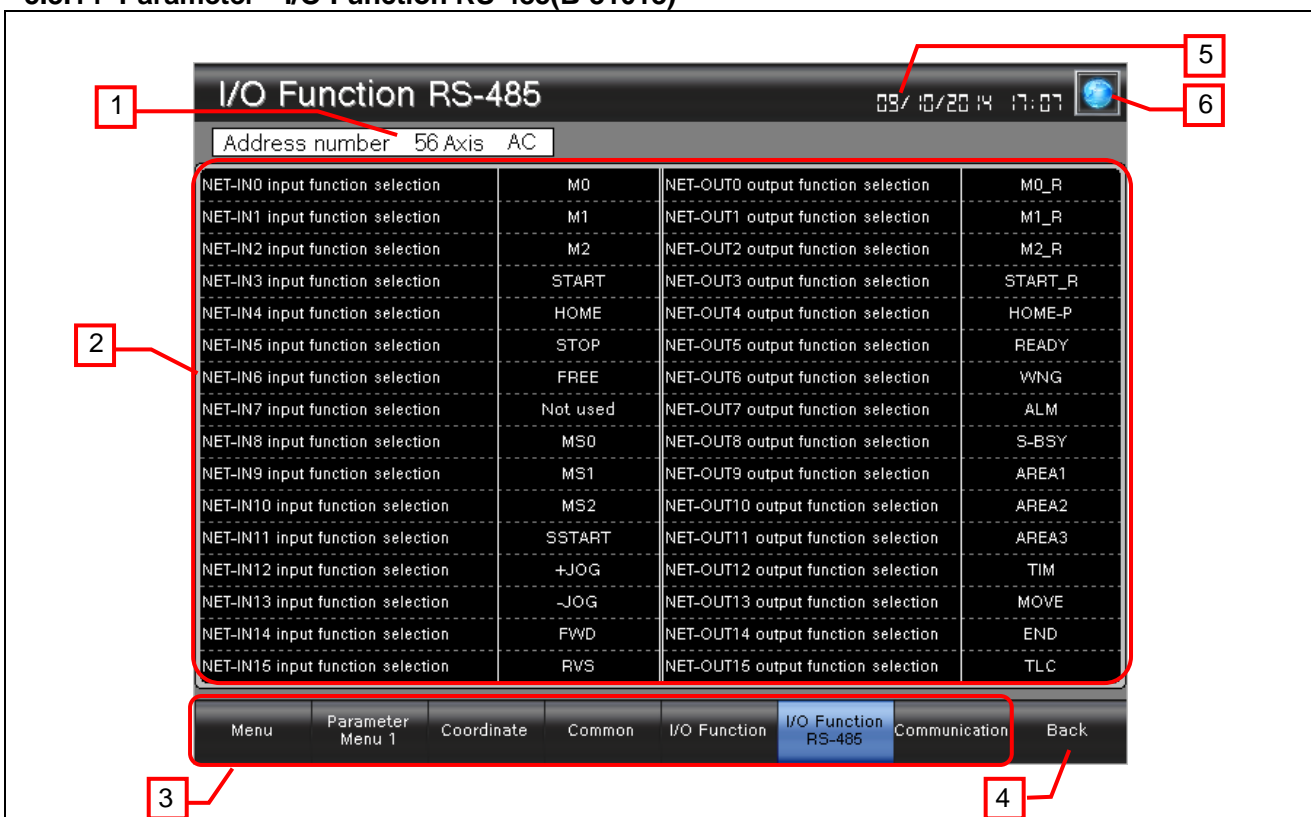 Parameter I/O Function RS-485
5
1
I/O Function RS-485
09/10/2014 17:07
6
Address number 56 Axis AC
NET-IN0 input function selection M0 NET-OUT0 output function selection M0_R
NET-IN1 input function selection M1 NET-OUT1 output function selection M1_R
NET-IN2 input function selection M2 NET-OUT2 output function selection M2_R
NET-IN3 input function selection START NET-OUT3 output function selection START_R
NET-IN4 input function selection HOME NET-OUT4 output function selection HOME-P
2
NET-IN5 input function selection STOP NET-OUT5 output function selection READY
NET-IN6 input function selection FREE NET-OUT6 output function selection WNG
NET-IN7 input function selection Not used NET-OUT7 output function selection ALM
NET-IN8 input function selection MS0 NET-OUT8 output function selection S-BSY
NET-IN9 input function selection MS1 NET-OUT9 output function selection AREA1
NET-IN10 input function selection MS2 NET-OUT10 output function selection AREA2
NET-IN11 input function selection SSTART NET-OUT11 output function selection AREA3
NET-IN12 input function selection +JOG NET-OUT12 output function selection TIM
NET-IN13 input function selection -JOG NET-OUT13 output function selection MOVE
NET-IN14 input function selection FWD NET-OUT14 output function selection END
NET-IN15 input function selection RVS NET-OUT15 output function selection TLC
Menu
Parameter
Menu 1
Coordinate
Common
I/O Function
I/O Function
RS-485
Communication
Back
3
4